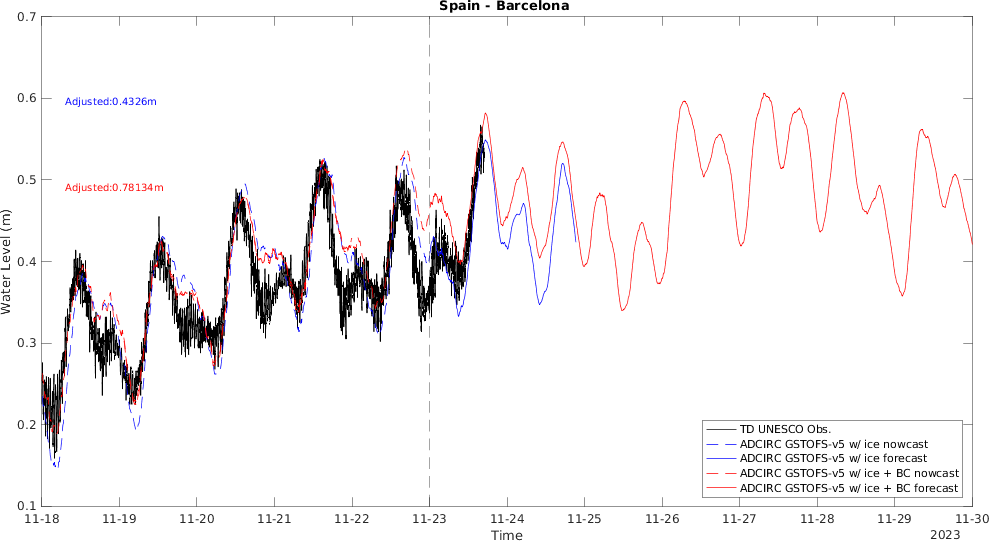 Spain - Barcelona
0.7
0.6
0.5
0.4
0.3
0.2
0.1
Water Level (m)
Adjusted:0.4326m
Adjusted:0.78134m
TD UNESCO Obs.
ADCIRC GSTOFS-v5 w/ ice nowcast
ADCIRC GSTOFS-v5 w/ ice forecast
ADCIRC GSTOFS-v5 w/ ice + BC nowcast
ADCIRC GSTOFS-v5 w/ ice + BC forecast
11-18 11-19 11-20 11-21 11-22 11-23 11-24 11-25 11-26 11-27 11-28 11-29 11-30
Time
2023